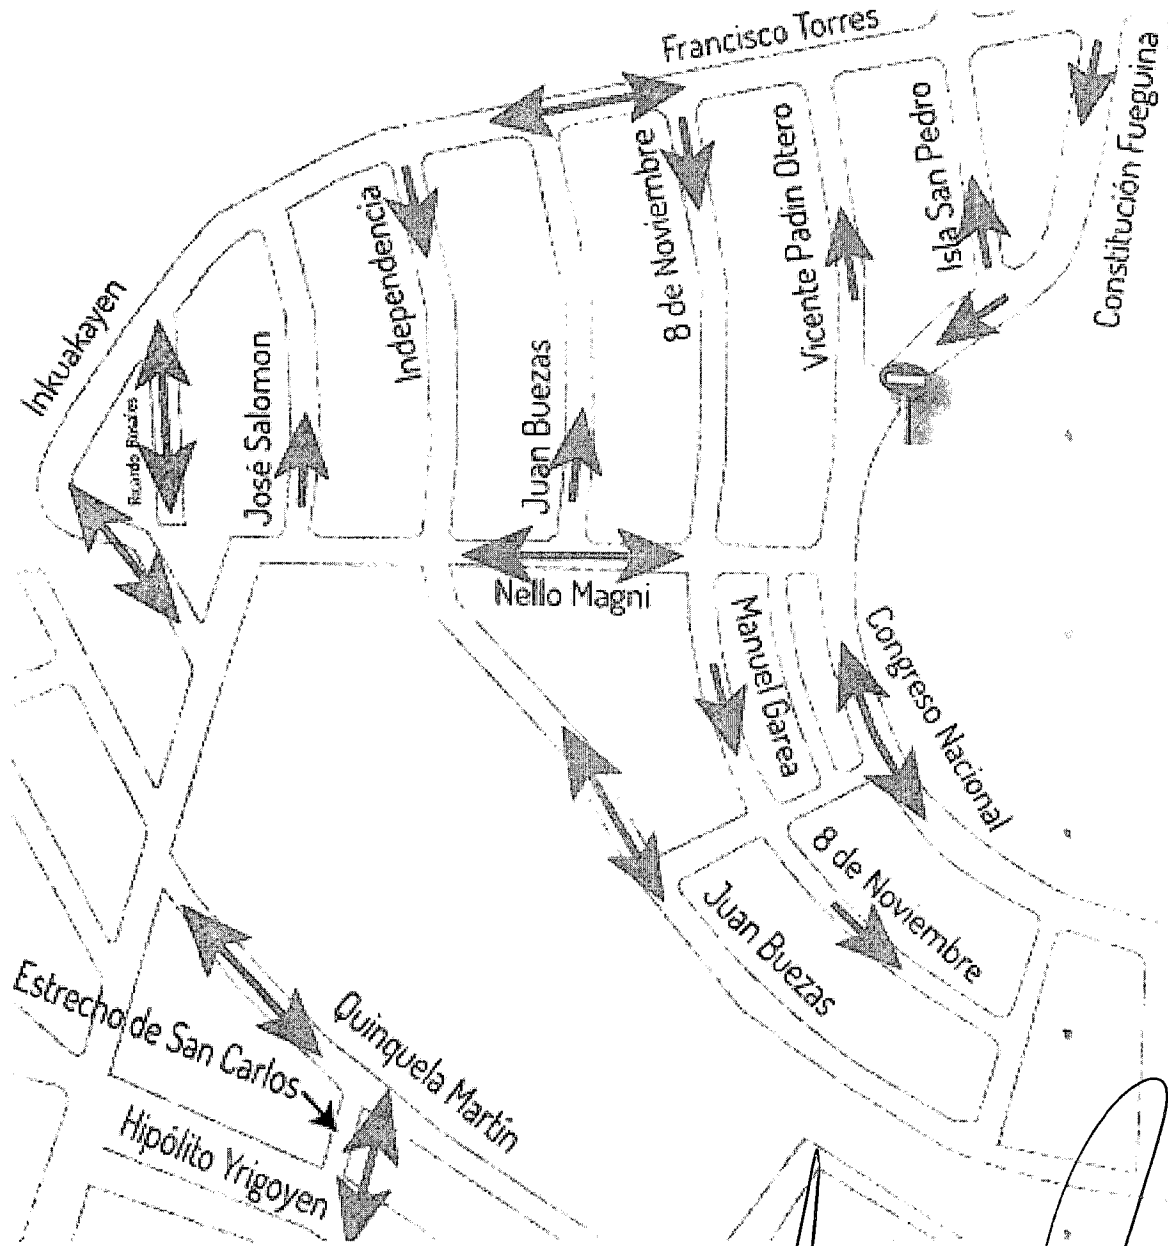 Francisco Torres
Constitución Fueguina
Isla San Pedro
Vicente Padin Otero
8 de Noviembre
Independencia
Inkuakayen
José Salomon
Juan Buezas
Nello Magni
Manuel Garea
Congreso Nacional
8 de Noviembre
Juan Buezas
Estrecho de San Carlos
Quinquela Martín
Hipólito Yrigoyen